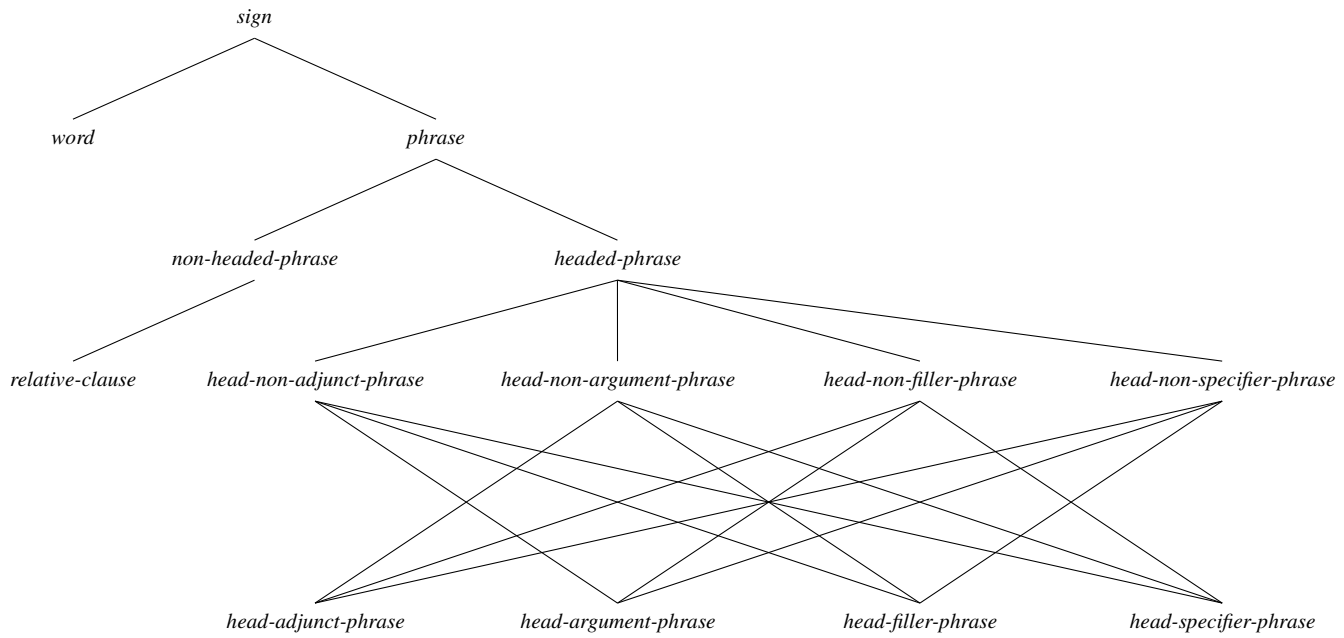 sign
word phrase
non-headed-phrase headed-phrase
relative-clause head-non-adjunct-phrase head-non-argument-phrase head-non-filler-phrase head-non-specifier-phrase
head-adjunct-phrase head-argument-phrase head-filler-phrase head-specifier-phrase